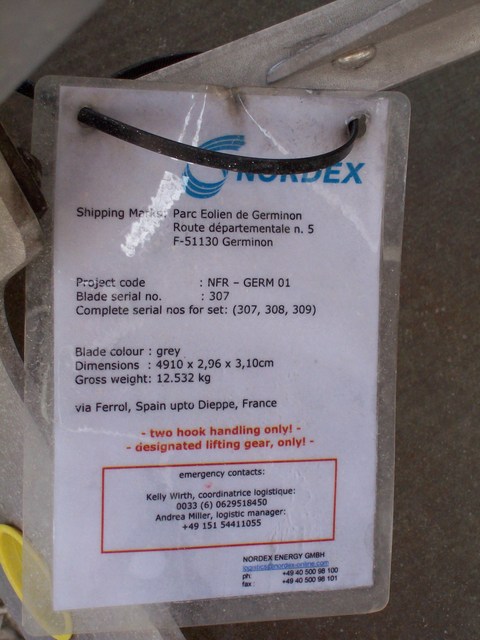 NORDEX
Shipping Marks: Parc Eolien de Germinon
Route départementale n. 5
F-51130 Germinon
Project code : NFR – GERM 01
Blade serial no. : 307
Complete serial nos for set: (307, 308, 309)
Blade colour : grey
Dimensions : 4910 x 2,96 x 3,10cm
Gross weight: 12.532 kg
via Ferrol, Spain upto Dieppe, France
- two hook handling only! -
- designated lifting gear, only! -
emergency contacts:
Kelly Wirth, coordinatrice logistique:
0033 (6) 0629518450
Andrea Miller, logistic manager:
+49 151 54411055
NORDEX ENERGY GMBH
logistics@nordex-online.com
ph: +49 40 500 98 100
fax : +49 40 500 98 101